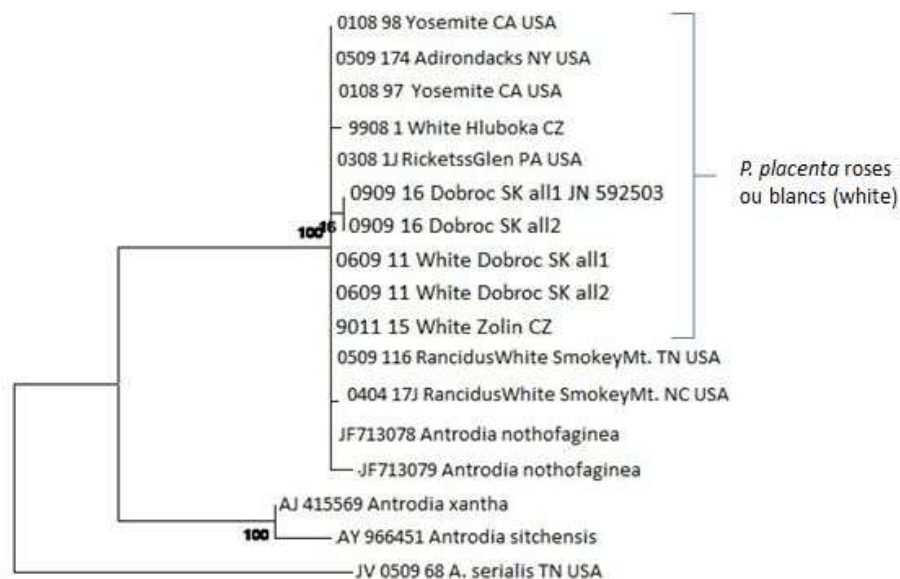 0108 98 Yosemite CA USA
0509 174 Adirondacks NY USA
0108 97 Yosemite CA USA
9908 1 White Hluboka CZ
0308 1J RicketssGlen PA USA
0909 16 Dobroc SK all1 JN 592503
0909 16 Dobroc SK all2
0609 11 White Dobroc SK all1
0609 11 White Dobroc SK all2
9011 15 White Zolin CZ
0509 116 RancidusWhite SmokeyMt. TN USA
0404 17J RancidusWhite SmokeyMt. NC USA
JF713078 Antrodia nothofaginea
JF713079 Antrodia nothofaginea
AJ 415569 Antrodia xantha
AY 966451 Antrodia sitchensis
JV 0509 68 A. serialis TN USA
100
100
P. placenta roses
ou blancs (white)